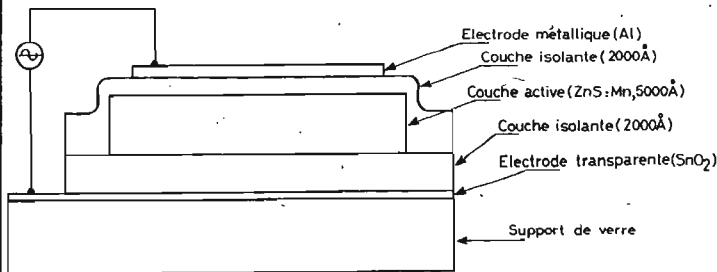 Electrode métallique(Al)
Couche isolante(2000Å)
Couche active(ZnS:Mn,5000Å)
Couche isolante(2000Å)
Electrode transparente(SnO₂)
Support de verre